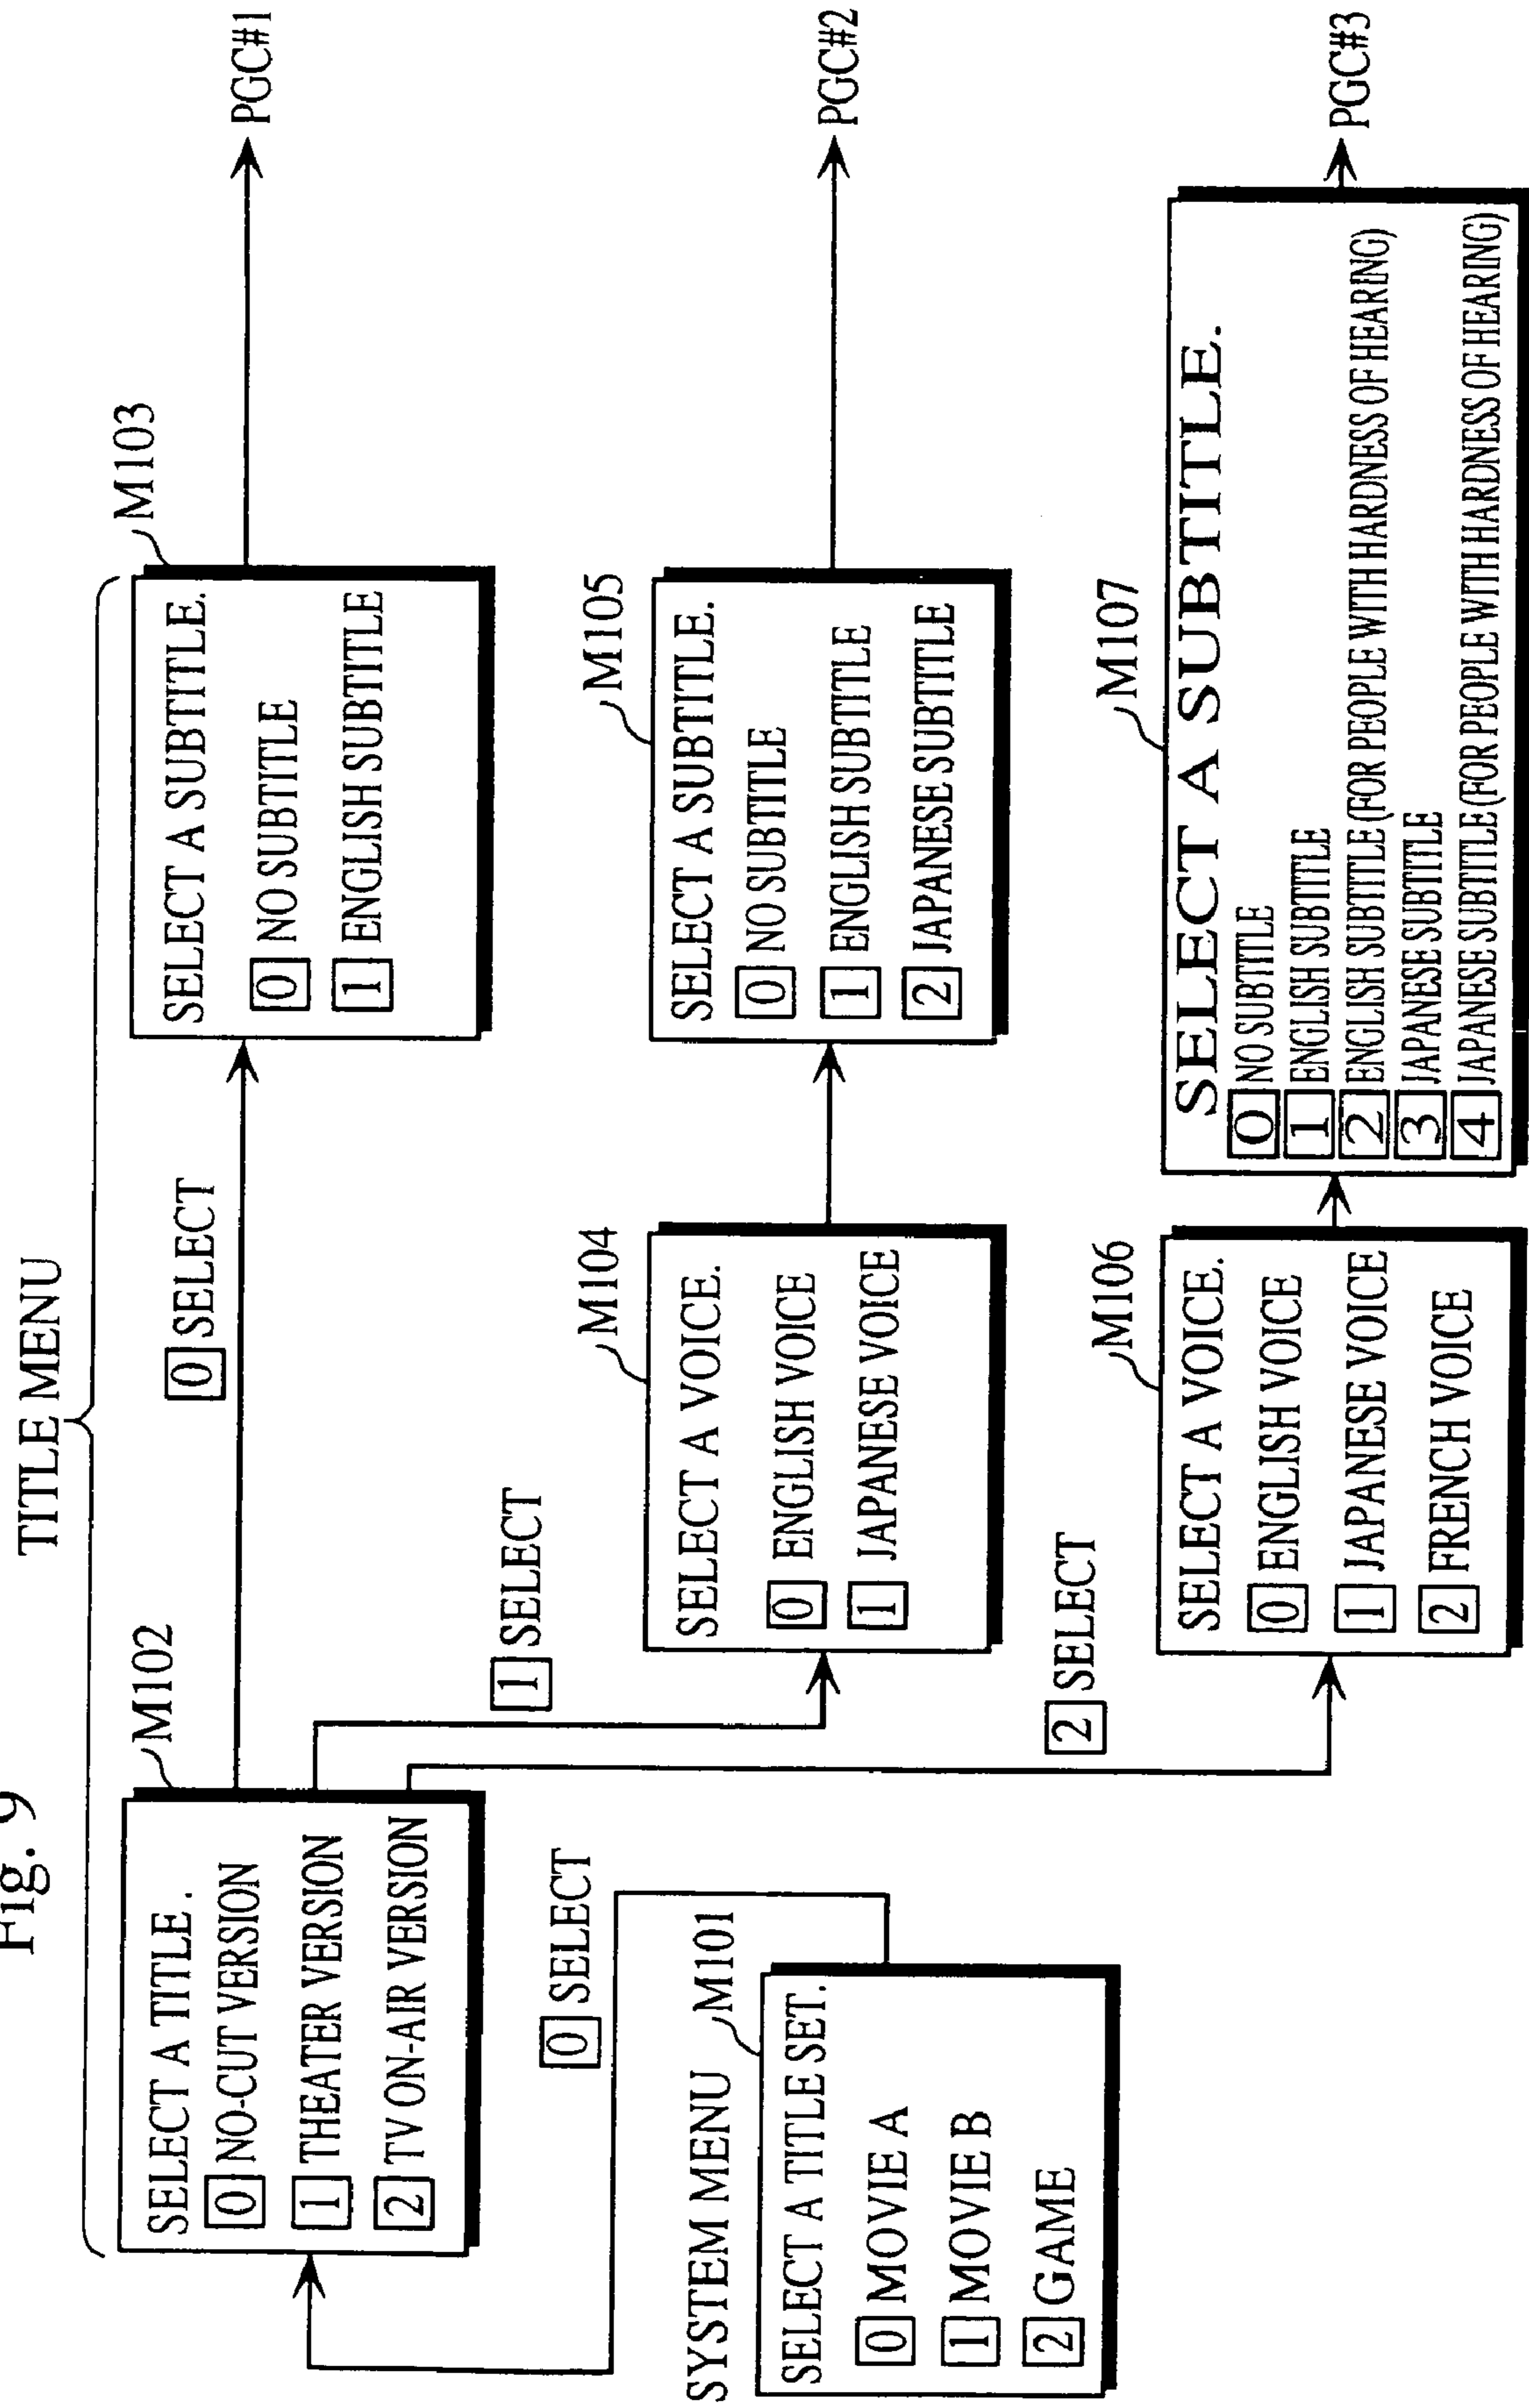 Fig. 9
TITLE MENU
M102
SELECT A TITLE.
0 NO-CUT VERSION
1 THEATER VERSION
2 TV ON-AIR VERSION
0 SELECT
M103
SELECT A SUBTITLE.
0 NO SUBTITLE
1 ENGLISH SUBTITLE
PGC#1
SYSTEM MENU
M101
SELECT A TITLE SET.
0 MOVIE A
1 MOVIE B
2 GAME
0 SELECT
1 SELECT
M104
SELECT A VOICE.
0 ENGLISH VOICE
1 JAPANESE VOICE
M105
SELECT A SUBTITLE.
0 NO SUBTITLE
1 ENGLISH SUBTITLE
2 JAPANESE SUBTITLE
PGC#2
2 SELECT
M106
SELECT A VOICE.
0 ENGLISH VOICE
1 JAPANESE VOICE
2 FRENCH VOICE
M107
SELECT A SUBTITLE.
0 NO SUBTITLE
1 ENGLISH SUBTITLE
2 ENGLISH SUBTITLE (FOR PEOPLE WITH HARDNESS OF HEARING)
3 JAPANESE SUBTITLE
4 JAPANESE SUBTITLE (FOR PEOPLE WITH HARDNESS OF HEARING)
PGC#3